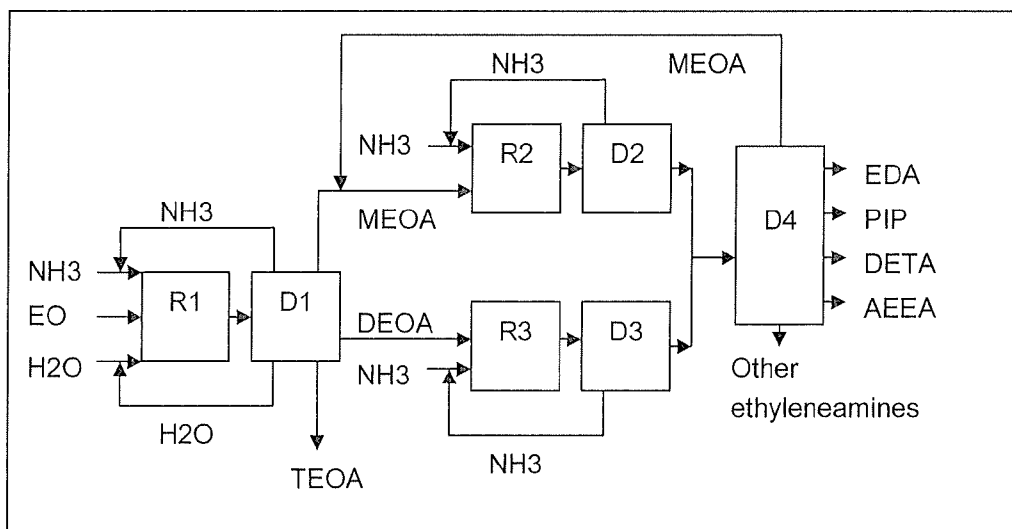 NH3
MEOA
NH3
R2
D2
EDA
MEOA
D4
PIP
NH3
DETA
NH3
R1
D1
AEEA
EO
DEOA
R3
D3
H2O
NH3
Other
ethyleneamines
H2O
NH3
TEOA